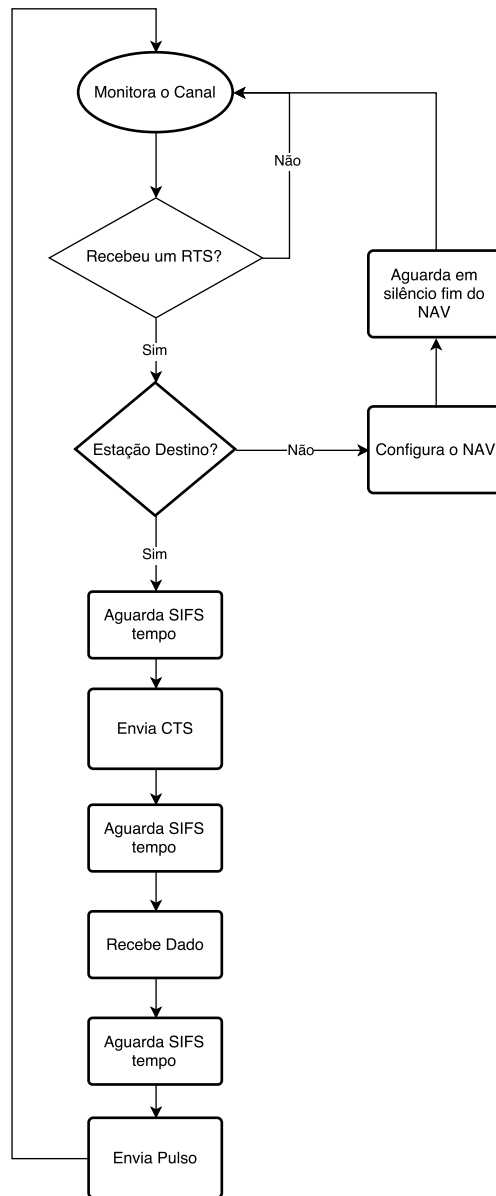 Monitora o Canal
Não
Recebeu um RTS?
Aguarda em
silêncio fim do
NAV
Sim
Estação Destino?
Não
Configura o NAV
Sim
Aguarda SIFS
tempo
Envia CTS
Aguarda SIFS
tempo
Recebe Dado
Aguarda SIFS
tempo
Envia Pulso